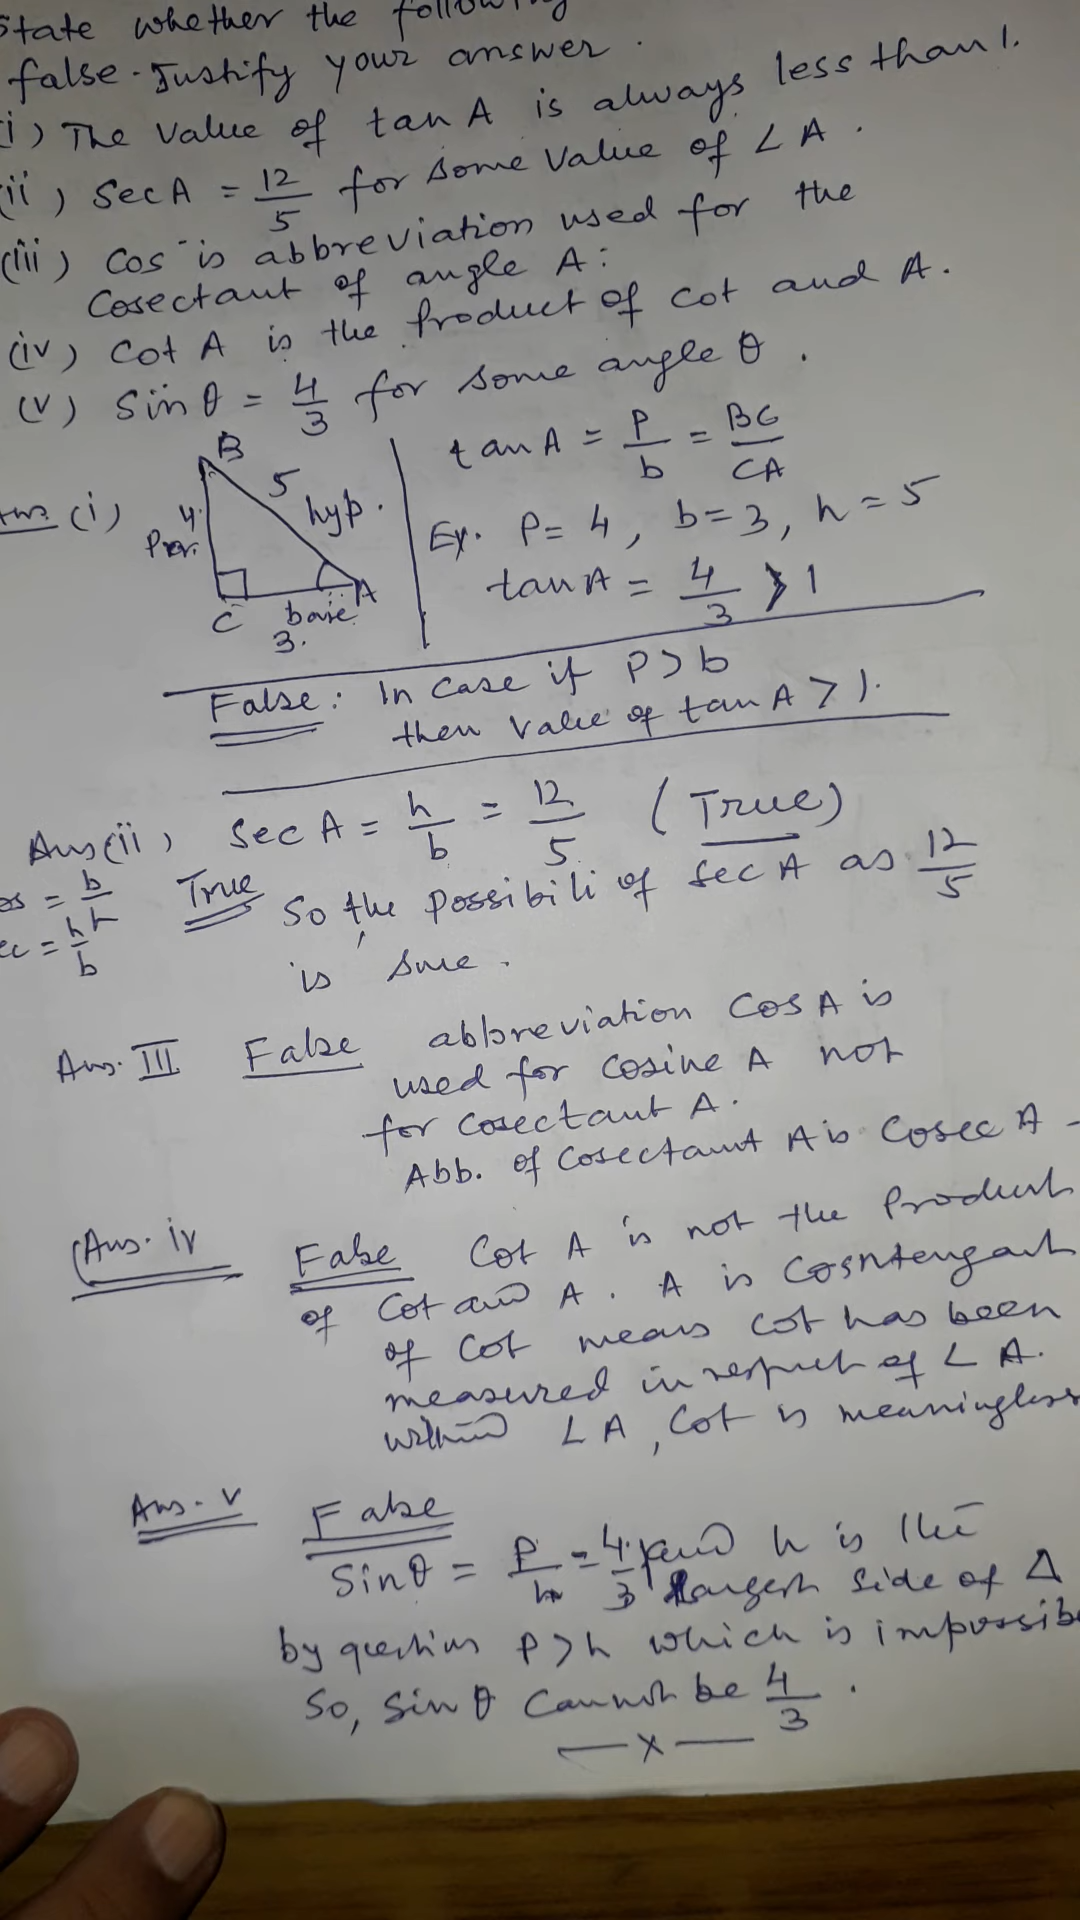 State whether the following
false. Justify your answer.
i) The value of tan A is always less than 1.
(ii) Sec A = 12/5 for some value of ∠A.
(iii) Cos is abbreviation used for the
Cosectant of angle A:
(iv) Cot A is the product of cot and A.
(v) Sin θ = 4/3 for some angle θ.
Ans. (i)
B
5
hyp.
4
Per.
C
base
A
3.
tan A = P/b = BC/CA
Ex. P = 4, b = 3, h = 5
tan A = 4/3 > 1
False: In case if P > b
then value of tan A > 1.
Ans (ii) Sec A = h/b = 12/5 (True)
os = b/h
ec = h/b
True So the possibili of Sec A as 12/5
is sure.
Ans. III False abbreviation Cos A is
used for Cosine A not
for Cosectant A.
Abb. of Cosectant A is Cosec A
(Ans. iv False Cot A is not the Product
of Cot and A. A is
of Cot means cot has been
measured in respect of ∠A.
∠A, Cot is meaningless
Ans. v False
Sin θ = P/h = 4/3 and h is the
largest side of Δ
by question P > h which is impossib
So, Sin θ cannot be 4/3.
— x —